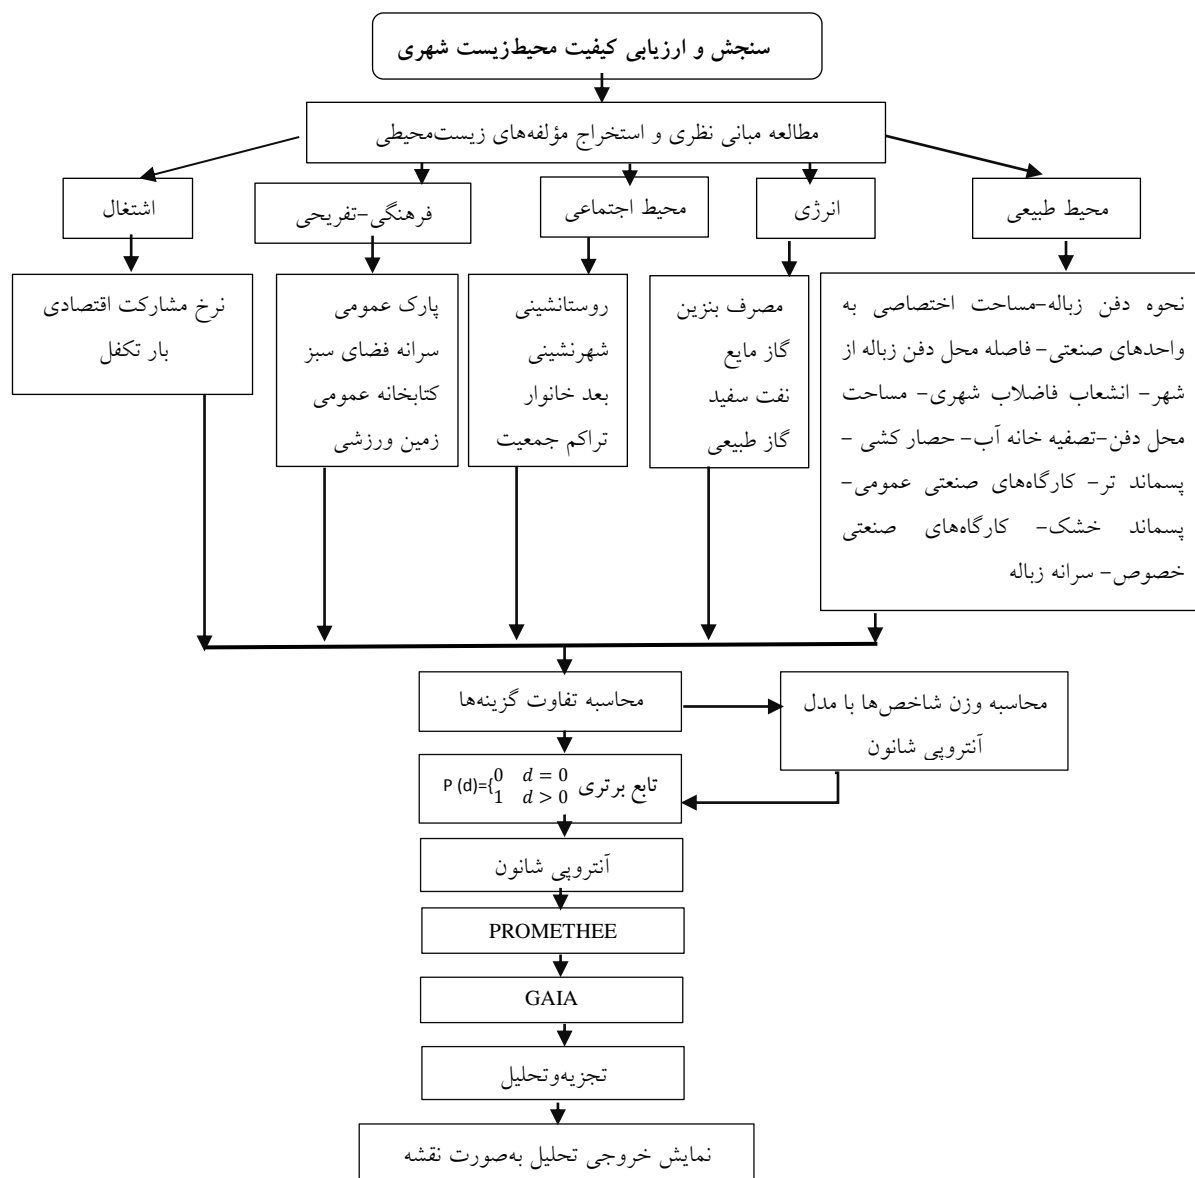 سنجش و ارزیابی کیفیت محیط‌زیست شهری
مطالعه مبانی نظری و استخراج مؤلفه‌های زیست‌محیطی
محیط طبیعی
انرژی
محیط اجتماعی
فرهنگی-تفریحی
اشتغال
نحوه دفن زباله-مساحت اختصاصی به
واحدهای صنعتی- فاصله محل دفن زباله از
شهر- انشعاب فاضلاب شهری- مساحت
محل دفن-تصفیه خانه آب- حصار کشی -
پسماند تر- کارگاه‌های صنعتی عمومی-
پسماند خشک- کارگاه‌های صنعتی
خصوص- سرانه زباله
مصرف بنزین
گاز مایع
نفت سفید
گاز طبیعی
روستانشینی
شهرنشینی
بعد خانوار
تراکم جمعیت
پارک عمومی
سرانه فضای سبز
کتابخانه عمومی
زمین ورزشی
نرخ مشارکت اقتصادی
بار تکفل
محاسبه تفاوت گزینه‌ها
محاسبه وزن شاخص‌ها با مدل
آنتروپی شانون
تابع برتری P (d)={0 d = 0
1 d > 0
آنتروپی شانون
PROMETHEE
GAIA
تجزیه‌وتحلیل
نمایش خروجی تحلیل به‌صورت نقشه